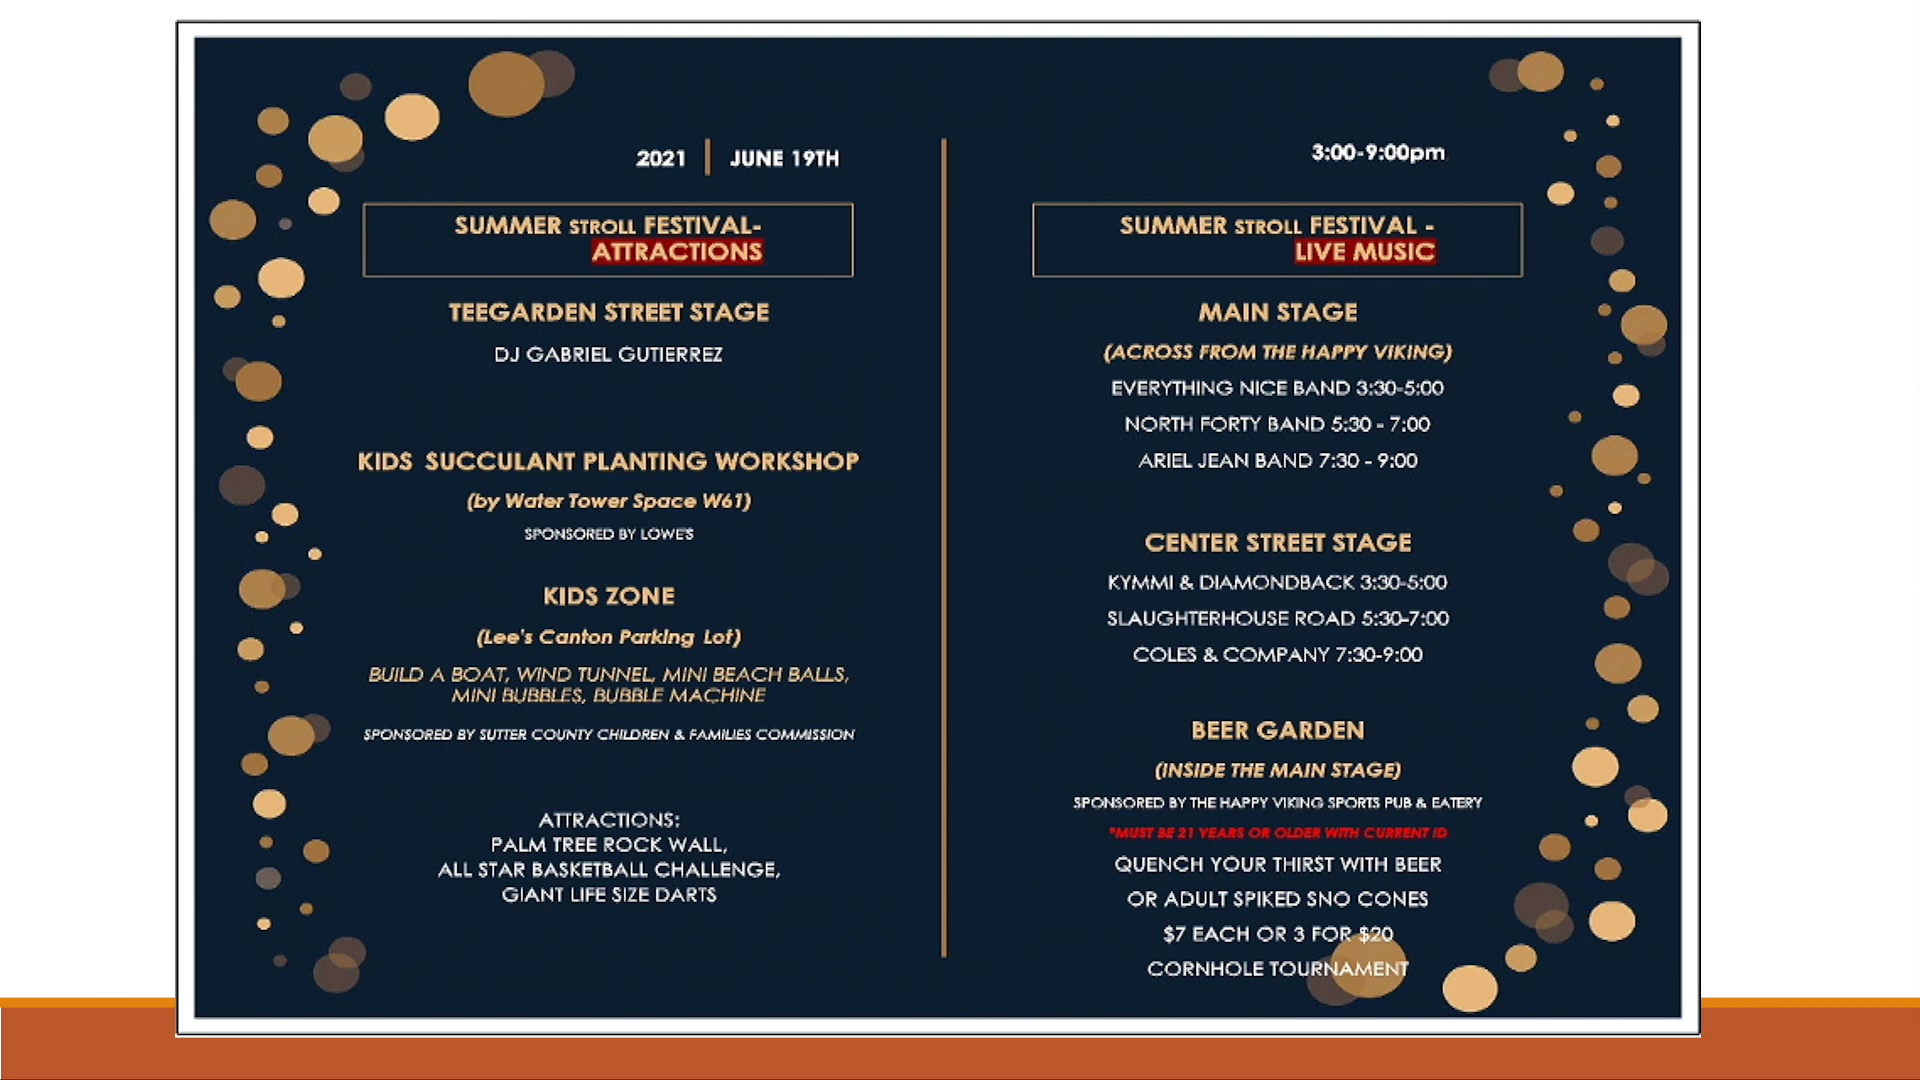 2021 | JUNE 19TH
SUMMER STROLL FESTIVAL-
ATTRACTIONS
TEEGARDEN STREET STAGE
DJ GABRIEL GUTIERREZ
KIDS SUCCULANT PLANTING WORKSHOP
(by Water Tower Space W61)
SPONSORED BY LOWE'S
KIDS ZONE
(Lee's Canton Parking Lot)
BUILD A BOAT, WIND TUNNEL, MINI BEACH BALLS,
MINI BUBBLES, BUBBLE MACHINE
SPONSORED BY SUTTER COUNTY CHILDREN & FAMILIES COMMISSION
ATTRACTIONS:
PALM TREE ROCK WALL,
ALL STAR BASKETBALL CHALLENGE,
GIANT LIFE SIZE DARTS
3:00-9:00pm
SUMMER STROLL FESTIVAL -
LIVE MUSIC
MAIN STAGE
(ACROSS FROM THE HAPPY VIKING)
EVERYTHING NICE BAND 3:30-5:00
NORTH FORTY BAND 5:30 - 7:00
ARIEL JEAN BAND 7:30 - 9:00
CENTER STREET STAGE
KYMMI & DIAMONDBACK 3:30-5:00
SLAUGHTERHOUSE ROAD 5:30-7:00
COLES & COMPANY 7:30-9:00
BEER GARDEN
(INSIDE THE MAIN STAGE)
SPONSORED BY THE HAPPY VIKING SPORTS PUB & EATERY
*MUST BE 21 YEARS OR OLDER WITH CURRENT ID
QUENCH YOUR THIRST WITH BEER
OR ADULT SPIKED SNO CONES
$7 EACH OR 3 FOR $20
CORNHOLE TOURNAMENT